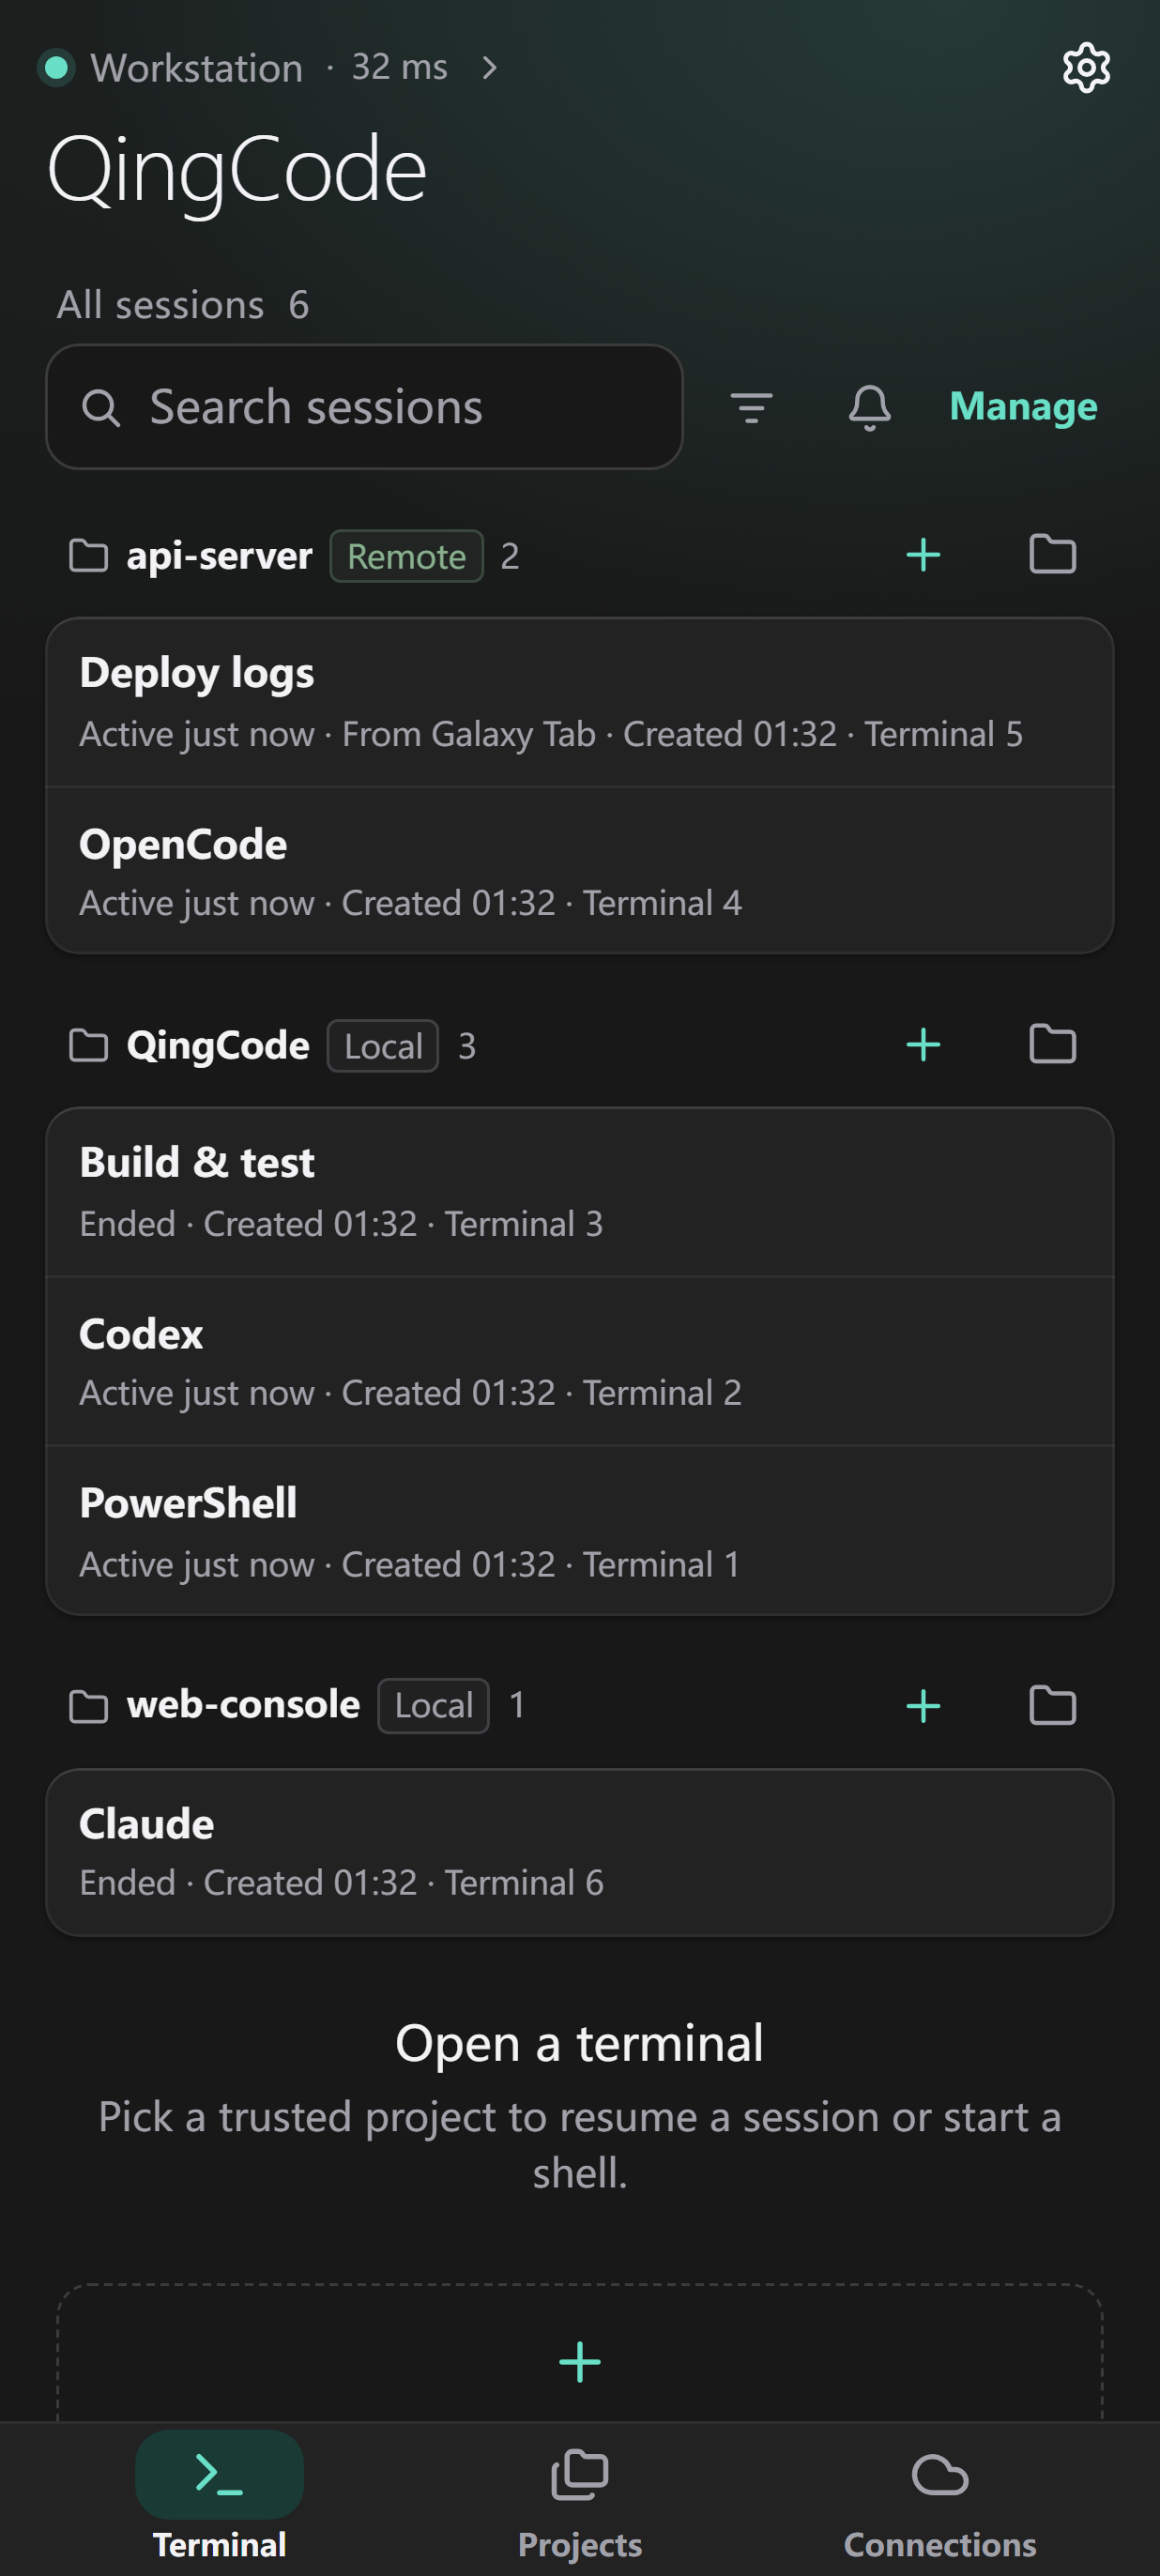 Workstation · 32 ms
QingCode
All sessions 6
Search sessions
Manage
api-server Remote 2
Deploy logs
Active just now · From Galaxy Tab · Created 01:32 · Terminal 5
OpenCode
Active just now · Created 01:32 · Terminal 4
QingCode Local 3
Build & test
Ended · Created 01:32 · Terminal 3
Codex
Active just now · Created 01:32 · Terminal 2
PowerShell
Active just now · Created 01:32 · Terminal 1
web-console Local 1
Claude
Ended · Created 01:32 · Terminal 6
Open a terminal
Pick a trusted project to resume a session or start a
shell.
Terminal Projects Connections